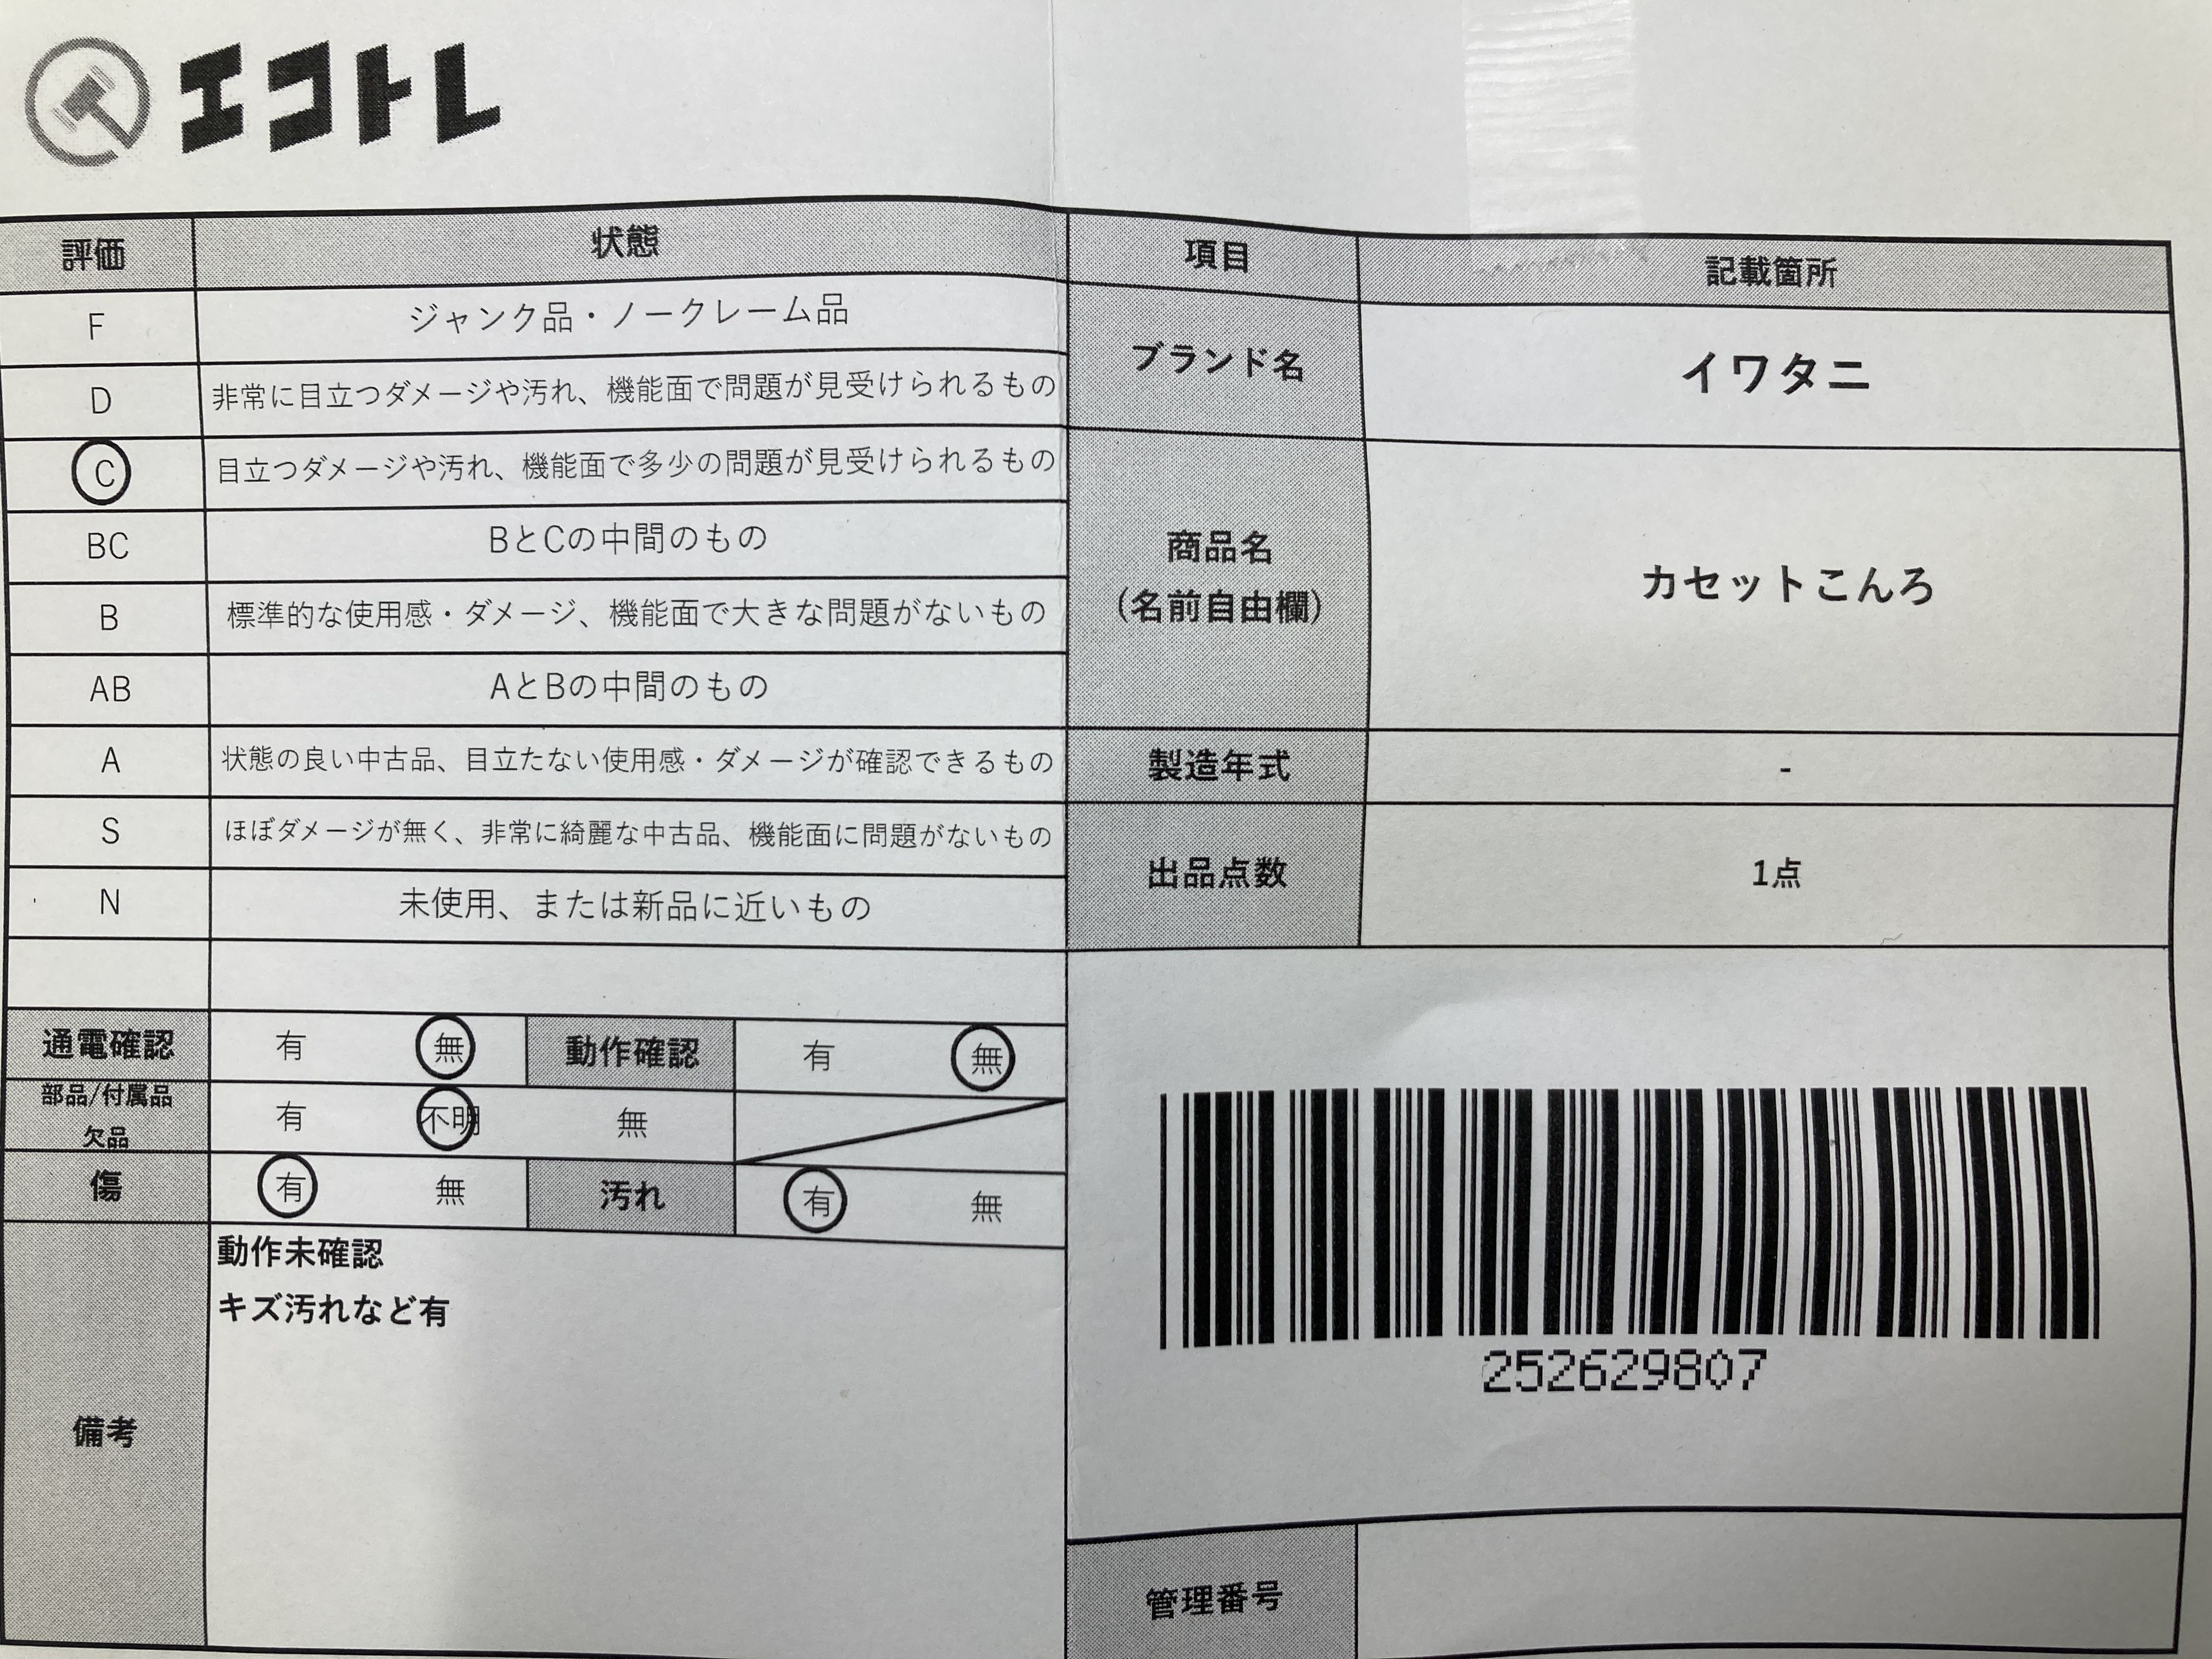 エコトレ
評価 状態
F ジャンク品・ノークレーム品
D 非常に目立つダメージや汚れ、機能面で問題が見受けられるもの
C 目立つダメージや汚れ、機能面で多少の問題が見受けられるもの
BC BとCの中間のもの
B 標準的な使用感・ダメージ、機能面で大きな問題がないもの
AB AとBの中間のもの
A 状態の良い中古品、目立たない使用感・ダメージが確認できるもの
S ほぼダメージが無く、非常に綺麗な中古品、機能面に問題がないもの
N 未使用、または新品に近いもの
通電確認 有 無 動作確認 有 無
部品/付属品
欠品 有 不明 無
傷 有 無 汚れ 有 無
備考
動作未確認
キズ汚れなど有
項目 記載箇所
ブランド名 イワタニ
商品名
(名前自由欄) カセットこんろ
製造年式 -
出品点数 1点
252629807
管理番号